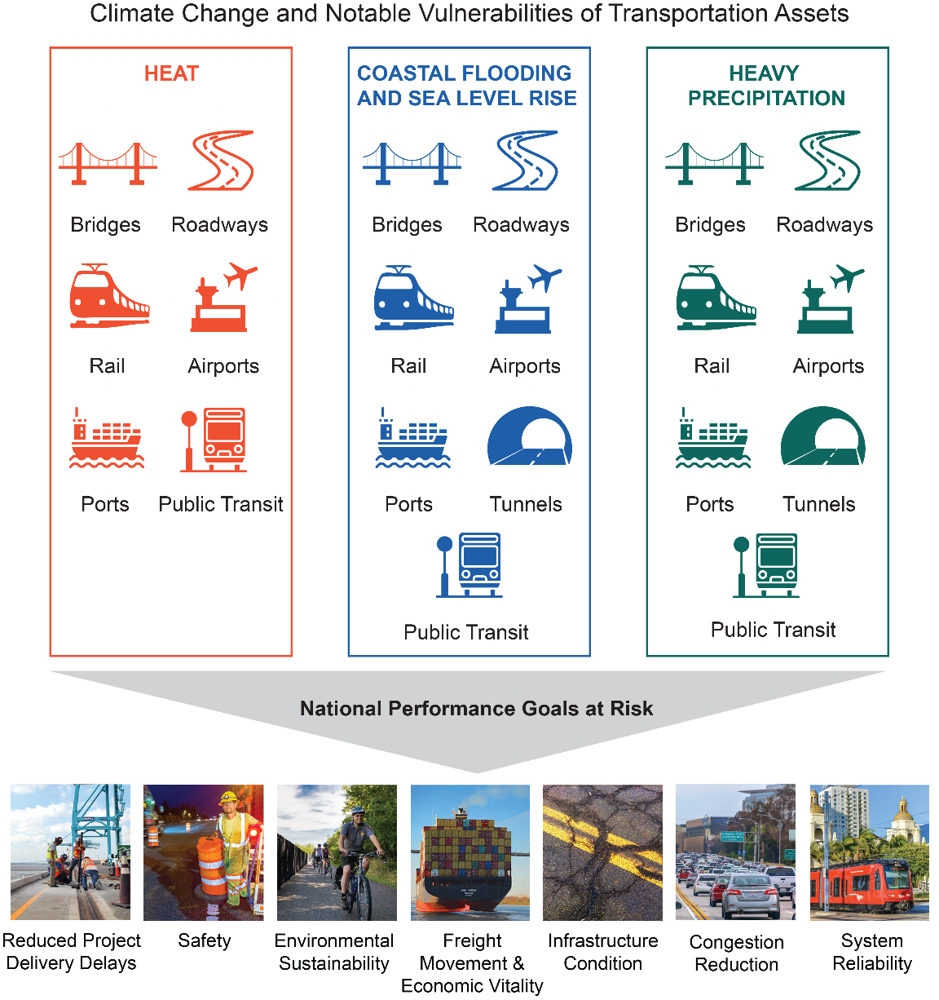 Climate Change and Notable Vulnerabilities of Transportation Assets
HEAT
Bridges
Roadways
Rail
Airports
Ports
Public Transit
COASTAL FLOODING
AND SEA LEVEL RISE
Bridges
Roadways
Rail
Airports
Ports
Tunnels
Public Transit
HEAVY
PRECIPITATION
Bridges
Roadways
Rail
Airports
Ports
Tunnels
Public Transit
National Performance Goals at Risk
Reduced Project
Delivery Delays
Safety
Environmental
Sustainability
Freight
Movement &
Economic Vitality
Infrastructure
Condition
Congestion
Reduction
System
Reliability